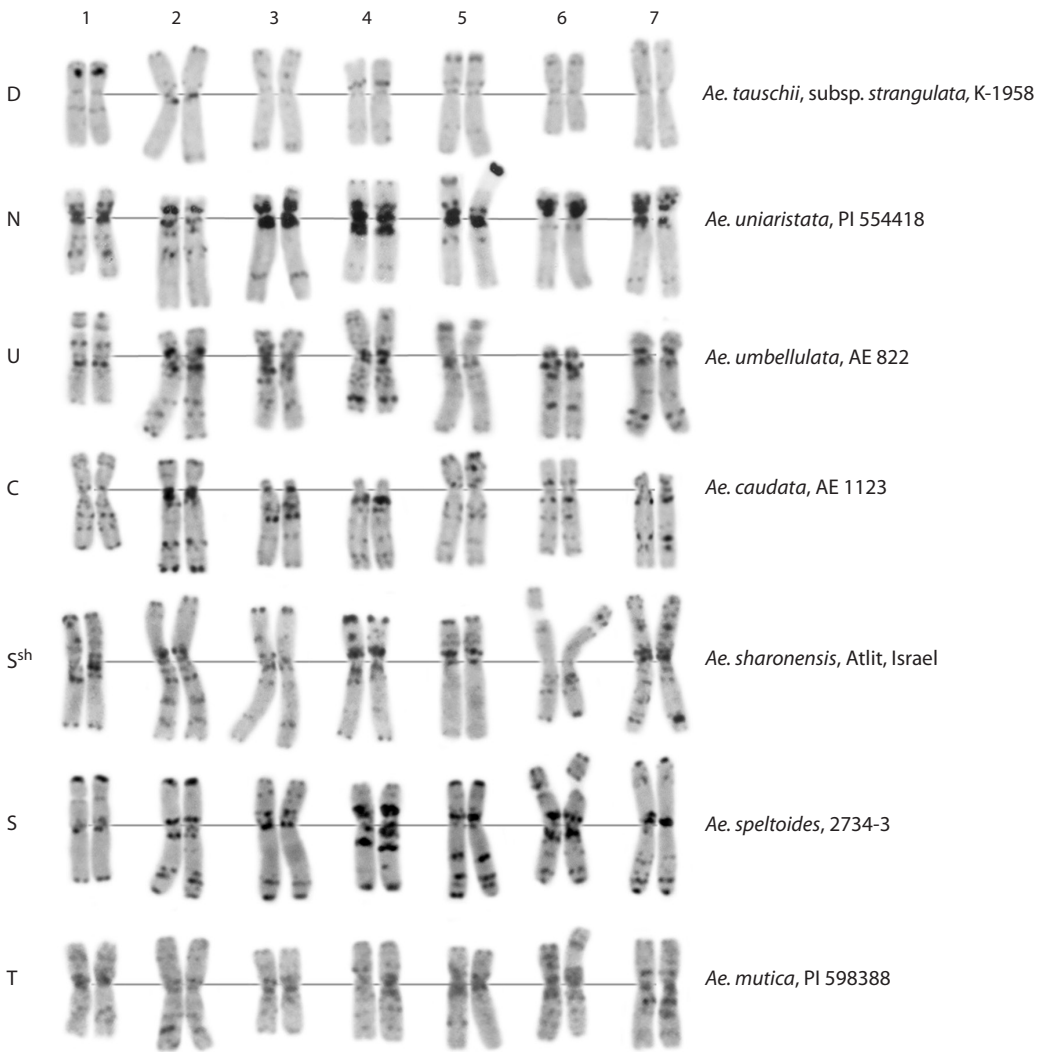 1 2 3 4 5 6 7
D Ae. tauschii, subsp. strangulata, K-1958
N Ae. uniaristata, PI 554418
U Ae. umbellulata, AE 822
C Ae. caudata, AE 1123
Ssh Ae. sharonensis, Atlit, Israel
S Ae. speltoides, 2734-3
T Ae. mutica, PI 598388